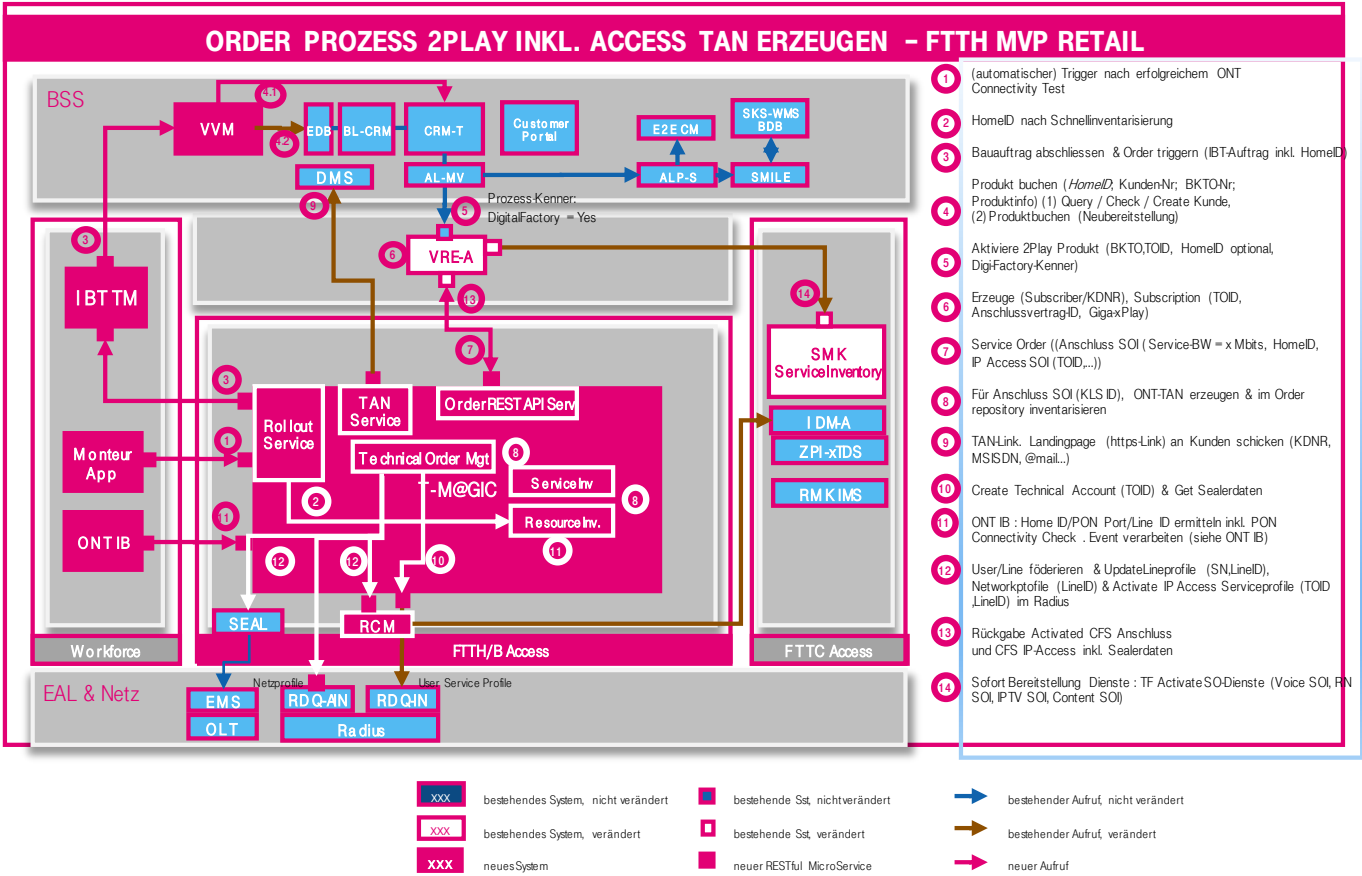 ORDER PROZESS 2PLAY INKL. ACCESS TAN ERZEUGEN – FTTH MVP RETAIL
BSS
4.1
VVM
4.2
EDB
BL-CRM
CRM-T
Customer
Portal
E2E CM
SKS-WMS
BDB
DMS
AL-MV
ALP-S
SMILE
9
5
Prozess-Kenner:
DigitalFactory = Yes
3
6
VRE-A
13
14
IBT TM
7
SMK
ServiceInventory
3
Rollout
Service
TAN
Service
OrderREST API Serv
IDM-A
ZPI-xTDS
RMK IMS
1
Monteur
App
Technical Order Mgt
8
T-M@GIC
ServiceInv
8
2
ResourceInv.
11
11
ONT IB
12
12
10
SEAL
RCM
Workforce
FTTH/B Access
FTTC Access
EAL & Netz
Netzprofile
User Service Profile
EMS
RDQ-AN
RDQ-IN
OLT
Radius
1
(automatischer) Trigger nach erfolgreichem ONT
Connectivity Test
2
HomeID nach Schnellinventarisierung
3
Bauauftrag abschliessen & Order triggern (IBT-Auftrag inkl. HomeID)
4
Produkt buchen (HomeID; Kunden-Nr; BKTO-Nr;
Produktinfo) (1) Query / Check / Create Kunde,
(2) Produktbuchen (Neubereitstellung)
5
Aktiviere 2Play Produkt (BKTO,TOID, HomeID optional,
Digi-Factory-Kenner)
6
Erzeuge (Subscriber/KDNR), Subscription (TOID,
Anschlussvertrag-ID, Giga-xPlay)
7
Service Order ((Anschluss SOI ( Service-BW = x Mbits, HomeID,
IP Access SOI (TOID,...))
8
Für Anschluss SOI (KLS ID), ONT-TAN erzeugen & im Order
repository inventarisieren
9
TAN-Link. Landingpage (https-Link) an Kunden schicken (KDNR,
MSISDN, @mail...)
10
Create Technical Account (TOID) & Get Sealerdaten
11
ONT IB : Home ID/PON Port/Line ID ermitteln inkl. PON
Connectivity Check . Event verarbeiten (siehe ONT IB)
12
User/Line föderieren & UpdateLineprofile (SN,LineID),
Networkptofile (LineID) & Activate IP Access Serviceprofile (TOID
,LineID) im Radius
13
Rückgabe Activated CFS Anschluss
und CFS IP-Access inkl. Sealerdaten
14
Sofort Bereitstellung Dienste : TF ActivateSO-Dienste (Voice SOI, RN
SOI, IPTV SOI, Content SOI)
xxx
bestehendes System, nicht verändert
bestehende Sst, nicht verändert
bestehender Aufruf, nicht verändert
xxx
bestehendes System, verändert
bestehende Sst, verändert
bestehender Aufruf, verändert
xxx
neues System
neuer RESTful MicroService
neuer Aufruf